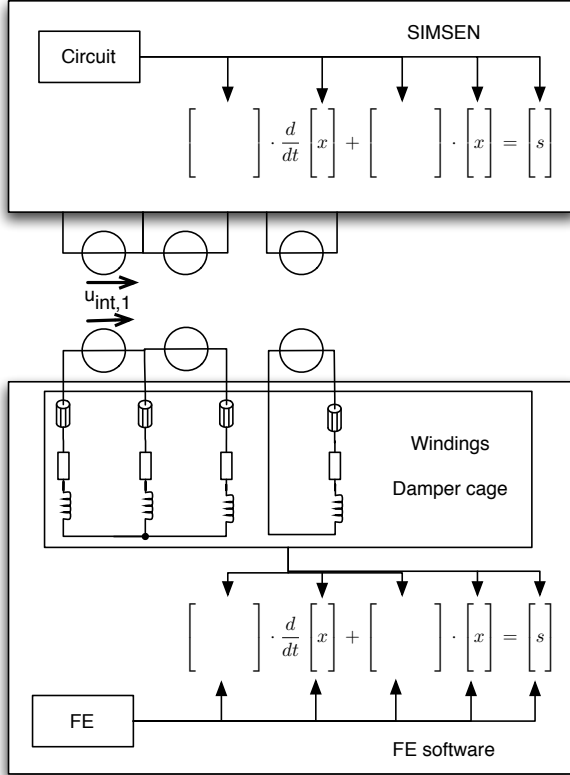 SIMSEN
Circuit
[ ] · d/dt [x] + [ ] · [x] = [s]
u_int,1
Windings
Damper cage
[ ] · d/dt [x] + [ ] · [x] = [s]
FE
FE software